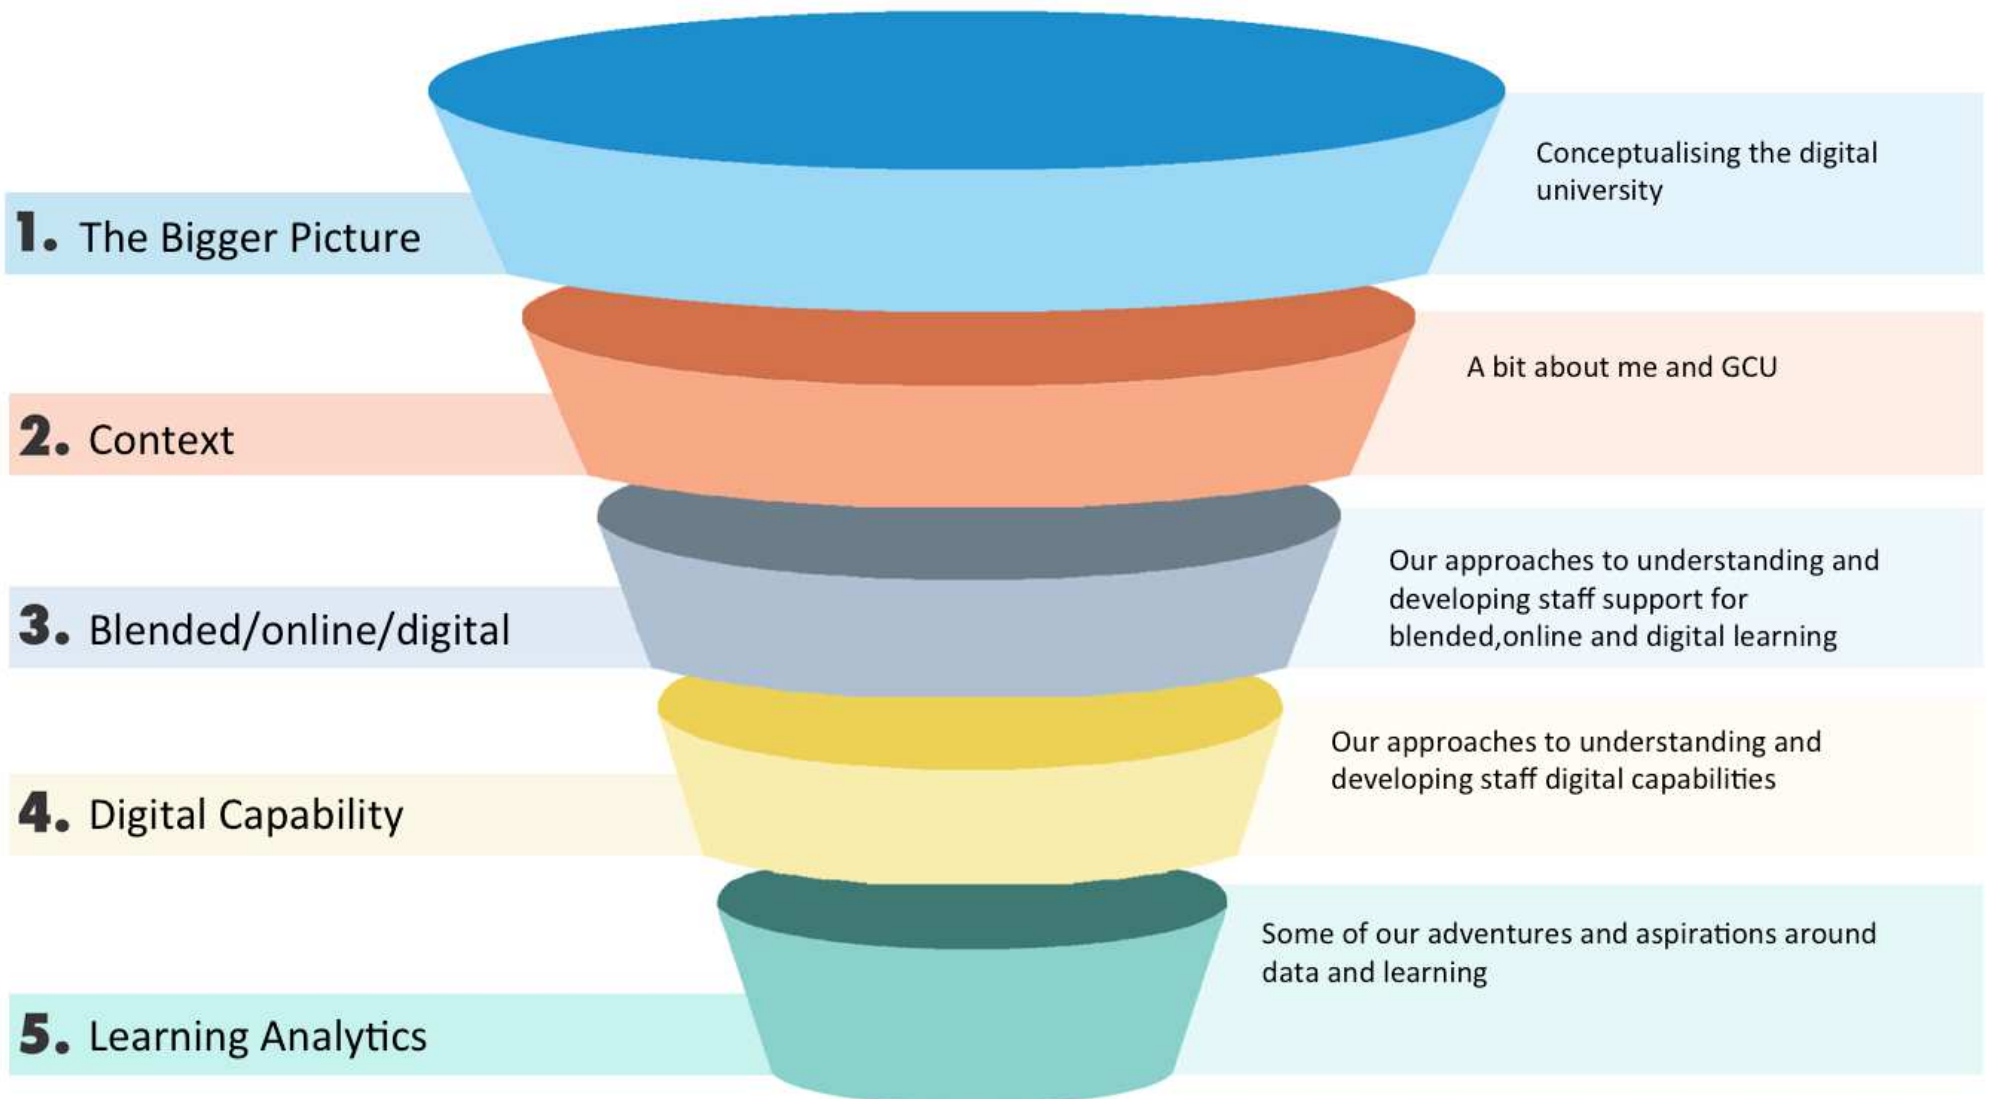 1. The Bigger Picture
Conceptualising the digital
university
2. Context
A bit about me and GCU
3. Blended/online/digital
Our approaches to understanding and
developing staff support for
blended,online and digital learning
4. Digital Capability
Our approaches to understanding and
developing staff digital capabilities
5. Learning Analytics
Some of our adventures and aspirations around
data and learning